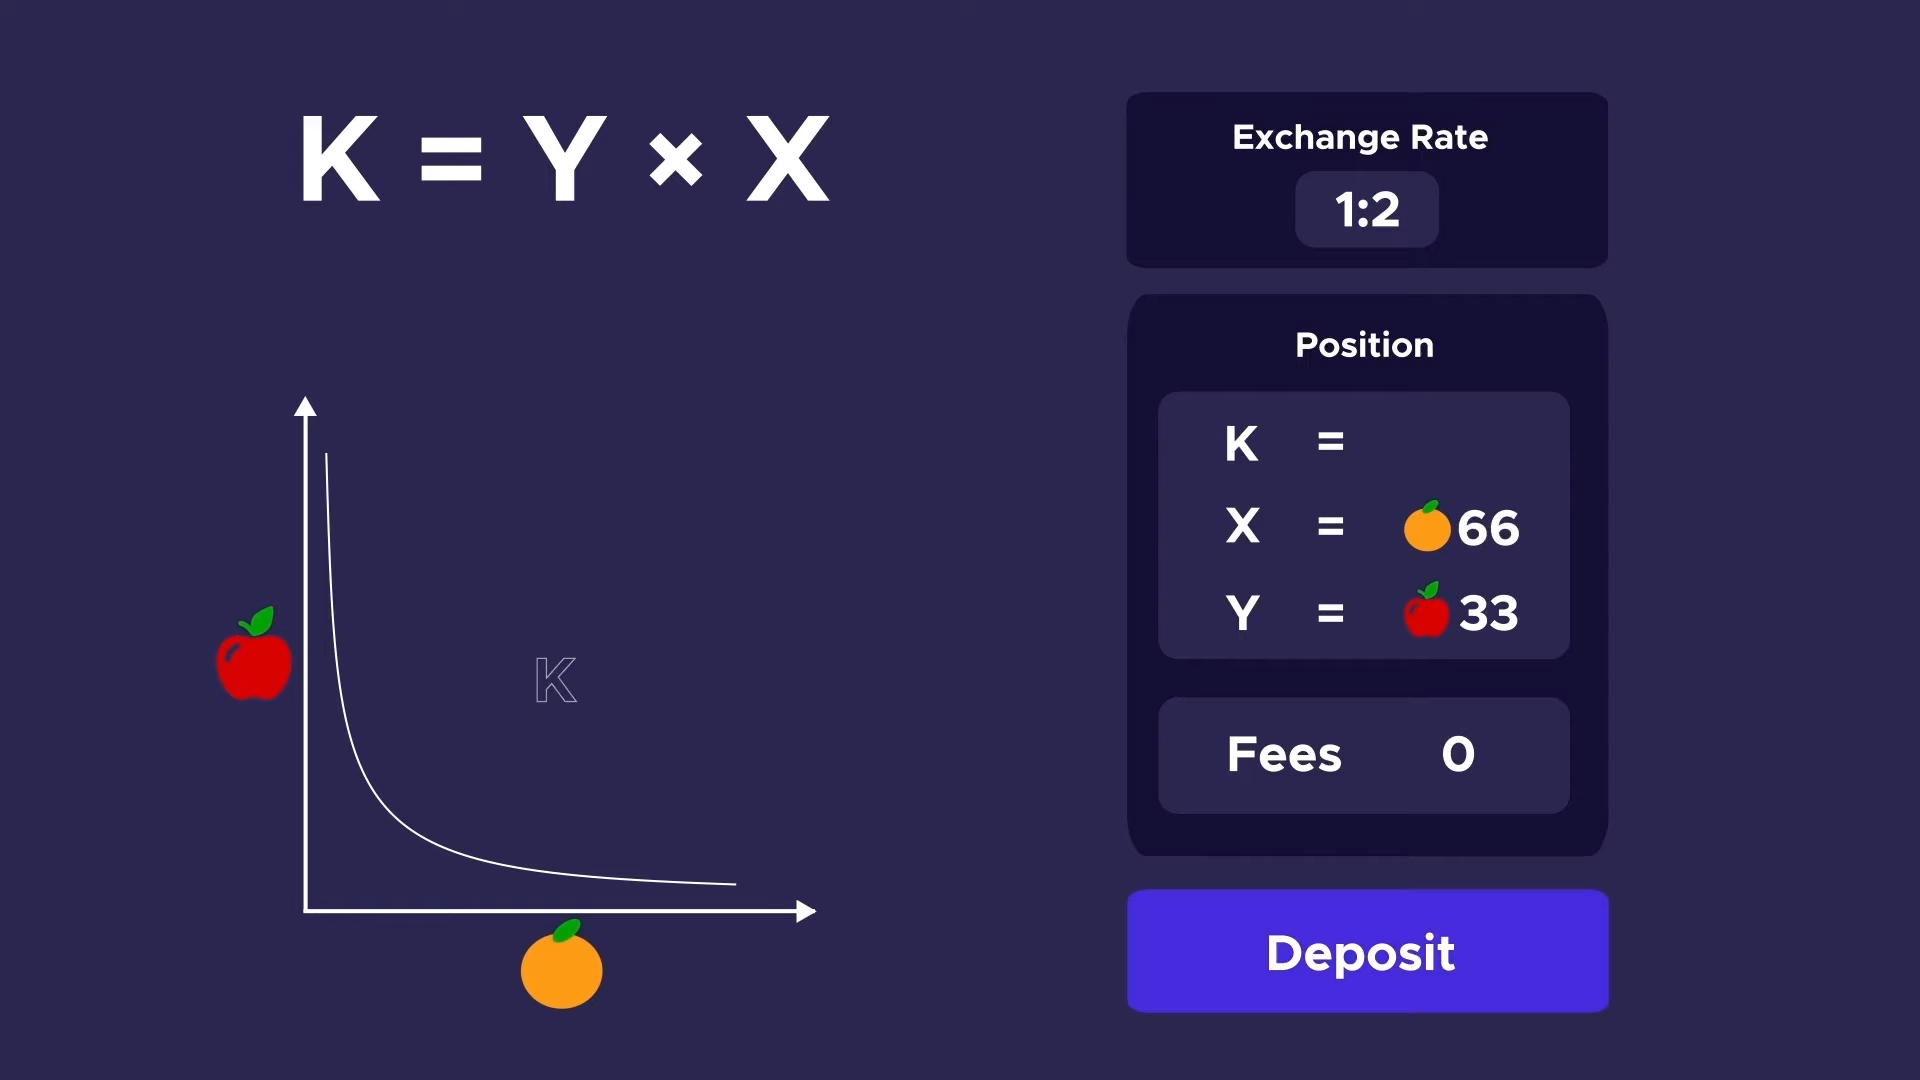 K = Y × X
Exchange Rate
1:2
Position
K =
X = 66
Y = 33
Fees 0
Deposit
K